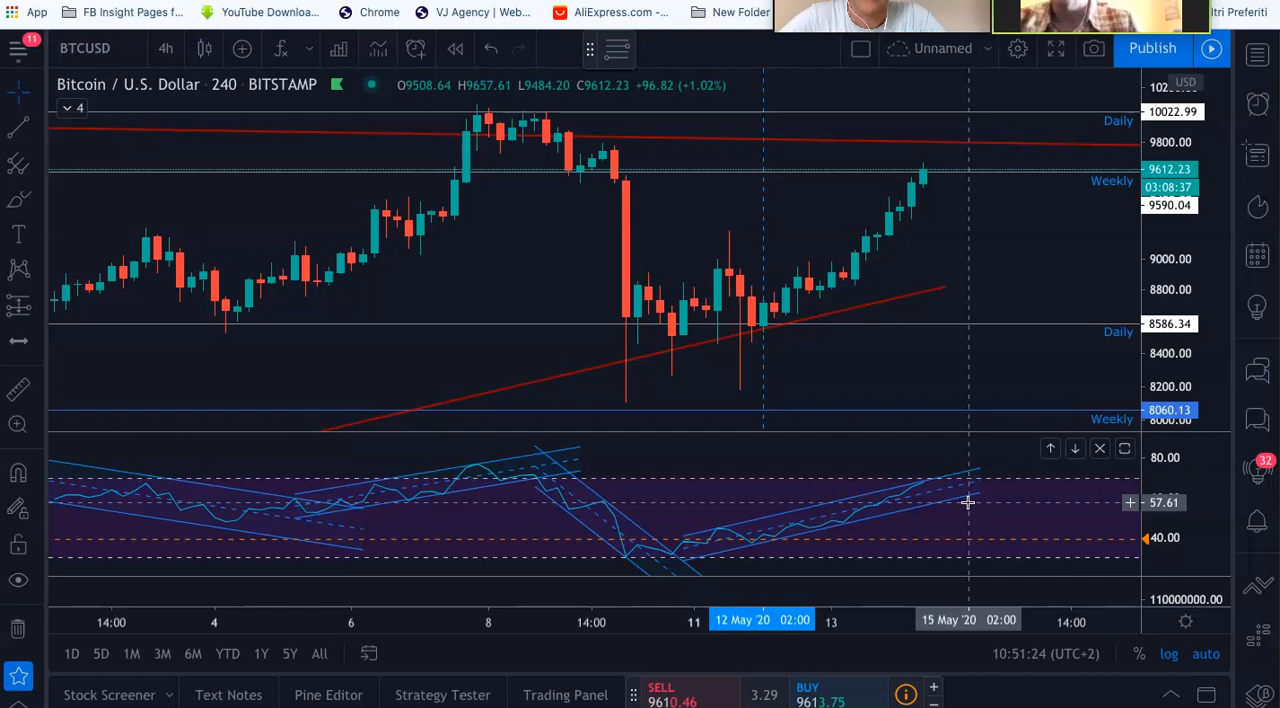 App FB Insight Pages f... YouTube Downloa... Chrome VJ Agency | Web... AliExpress.com -... New Folder ltri Preferiti
11
BTCUSD 4h Unnamed Publish
Bitcoin / U.S. Dollar · 240 · BITSTAMP O9508.64 H9657.61 L9484.20 C9612.23 +96.82 (+1.02%) USD
4
10022.99
Daily
9800.00
9612.23
Weekly
03:08:37
9590.04
9000.00
8800.00
8586.34
Daily
8400.00
8200.00
8060.13
Weekly 8000.00
80.00
32
57.61
40.00
110000000.00
14:00 4 6 8 14:00 11 12 May '20 02:00 13 15 May '20 02:00 14:00
1D 5D 1M 3M 6M YTD 1Y 5Y All 10:51:24 (UTC+2) % log auto
Stock Screener Text Notes Pine Editor Strategy Tester Trading Panel SELL 9610.46 3.29 BUY 9613.75